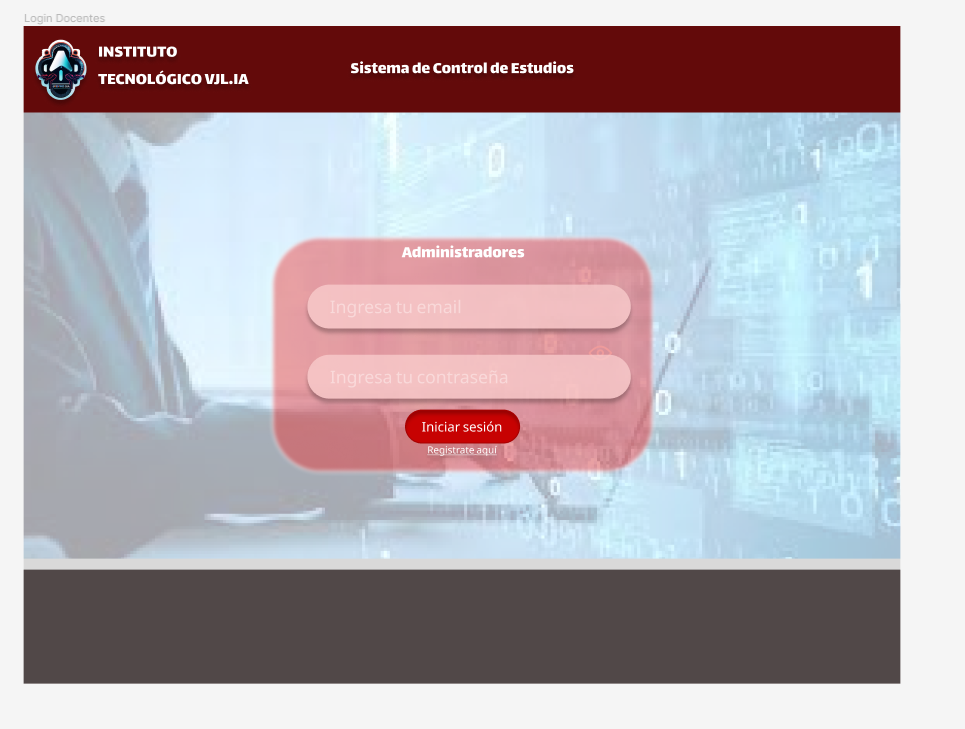 Login Docentes
INSTITUTO
TECNOLÓGICO VJL.IA
Sistema de Control de Estudios
Administradores
Ingresa tu email
Ingresa tu contraseña
Iniciar sesión
Registrate aquí